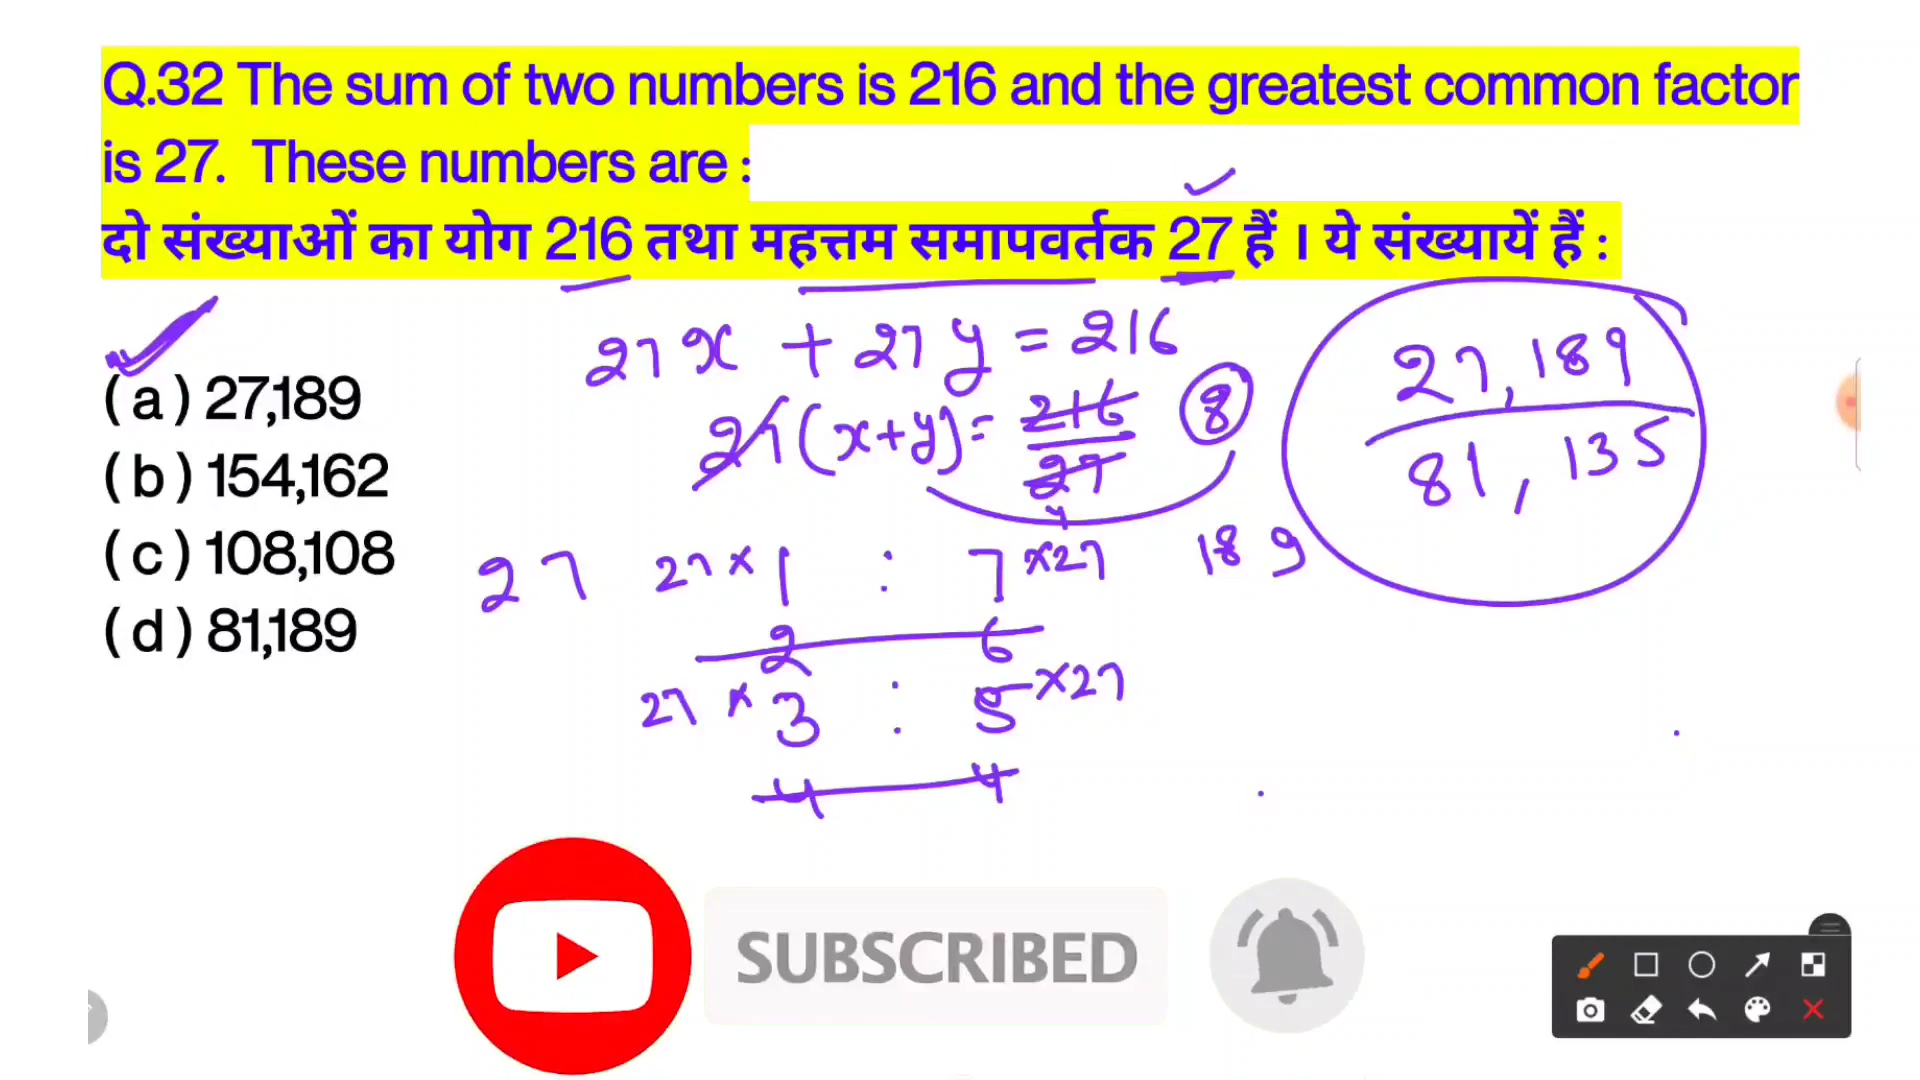 Q.32 The sum of two numbers is 216 and the greatest common factor
is 27. These numbers are :
दो संख्याओं का योग 216 तथा महत्तम समापवर्तक 27 हैं । ये संख्यायें हैं :
(a) 27,189
(b) 154,162
(c) 108,108
(d) 81,189
27x + 27y = 216
27(x+y) = 216/27 8
27 27 × 1 : 7 × 27 189
2 6
27 × 3 : 5 × 27
4 4
27, 189
81, 135
SUBSCRIBED